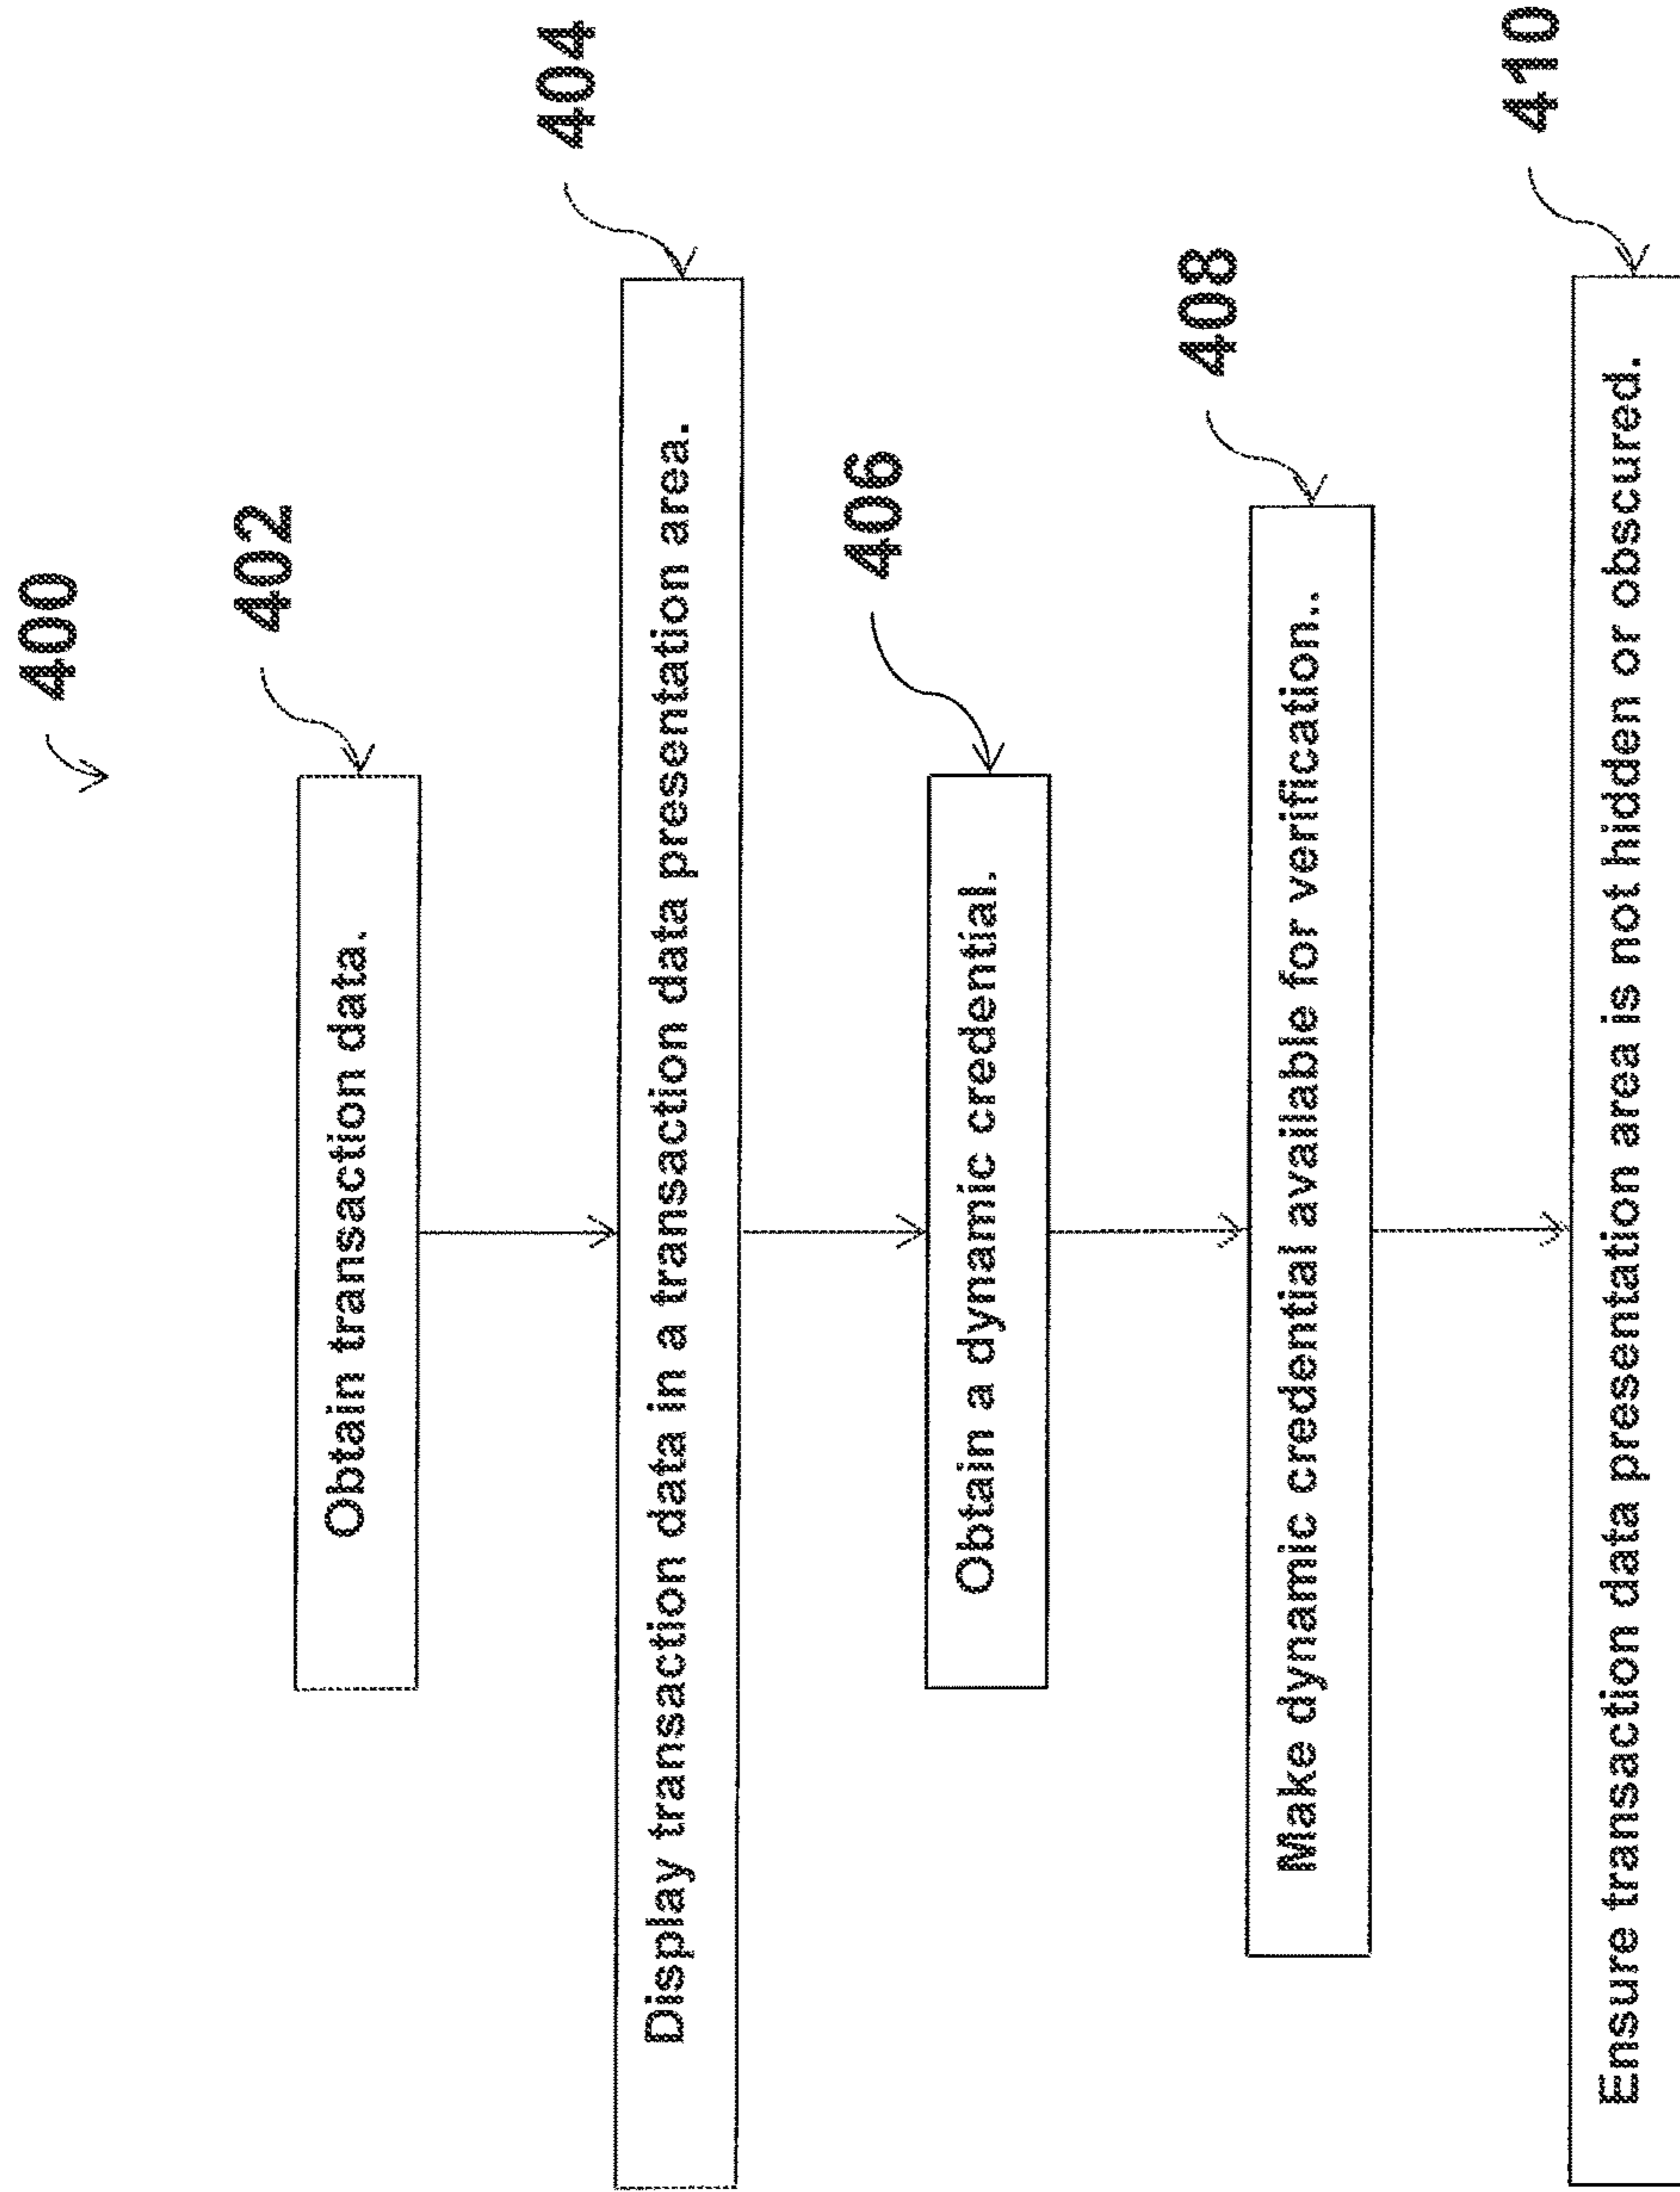 400
402
Obtain transaction data.
404
Display transaction data in a transaction data presentation area.
406
Obtain a dynamic credential.
408
Make dynamic credential available for verification..
410
Ensure transaction data presentation area is not hidden or obscured.